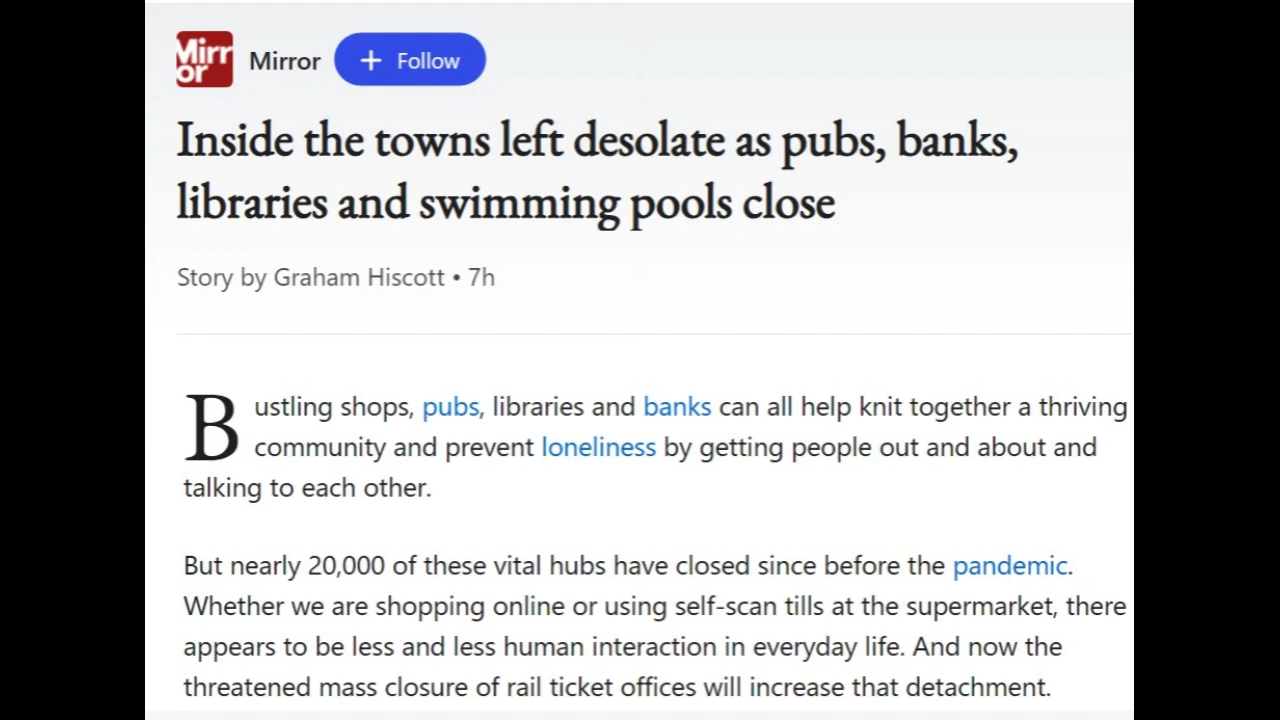 Mirror
Mirror + Follow
Inside the towns left desolate as pubs, banks,
libraries and swimming pools close
Story by Graham Hiscott • 7h
Bustling shops, pubs, libraries and banks can all help knit together a thriving
community and prevent loneliness by getting people out and about and
talking to each other.
But nearly 20,000 of these vital hubs have closed since before the pandemic.
Whether we are shopping online or using self-scan tills at the supermarket, there
appears to be less and less human interaction in everyday life. And now the
threatened mass closure of rail ticket offices will increase that detachment.